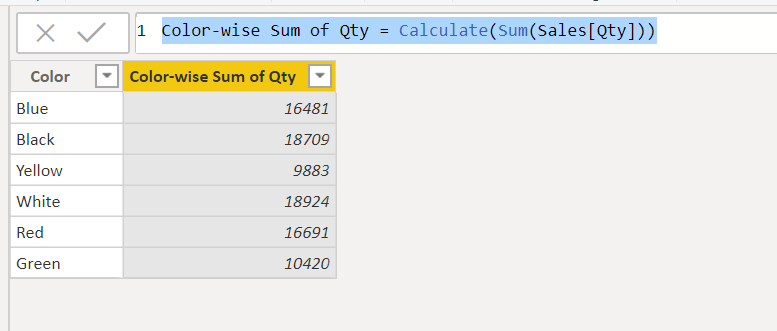 1 Color-wise Sum of Qty = Calculate(Sum(Sales[Qty]))
Color Color-wise Sum of Qty
Blue 16481
Black 18709
Yellow 9883
White 18924
Red 16691
Green 10420